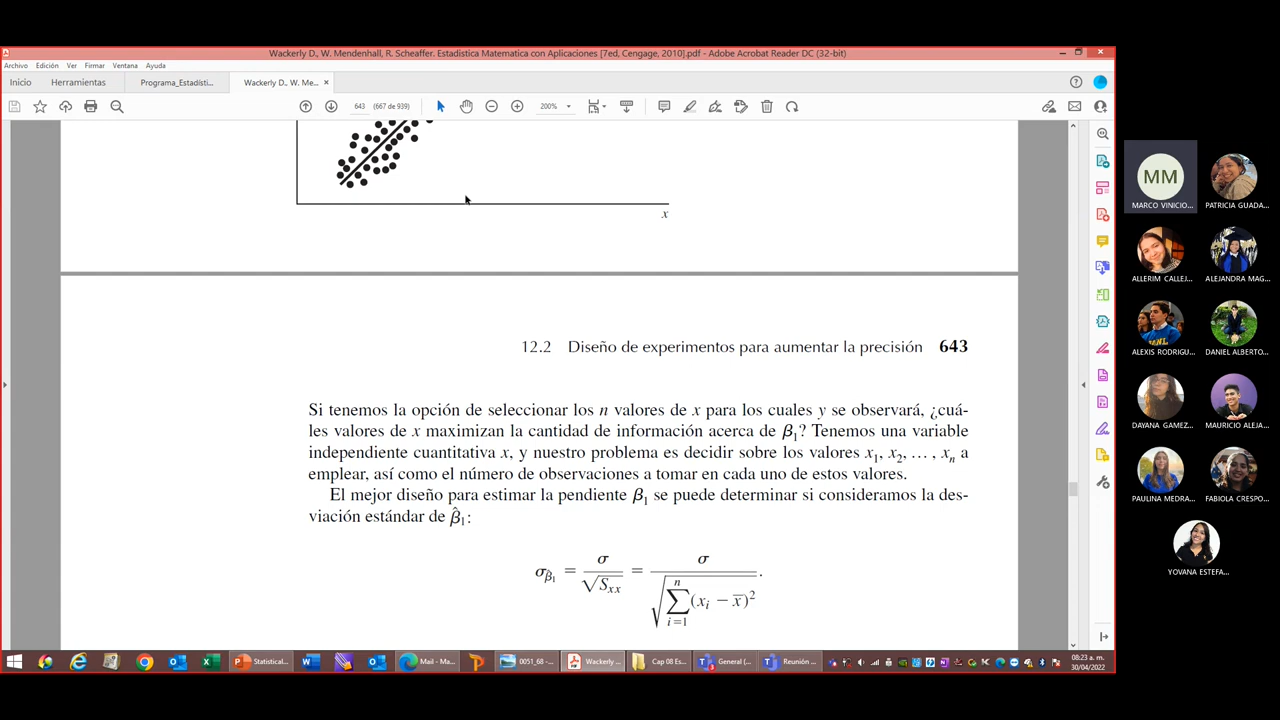 Wackerly D., W. Mendenhall, R. Scheaffer. Estadistica Matematica con Aplicaciones [7ed, Cengage, 2010].pdf - Adobe Acrobat Reader DC (32-bit)
Archivo Edición Ver Firmar Ventana Ayuda
Inicio Herramientas Programa_Estadísti... Wackerly D., W. Me... ×
643 (667 de 939) 200%
x
12.2 Diseño de experimentos para aumentar la precisión 643
Si tenemos la opción de seleccionar los n valores de x para los cuales y se observará, ¿cuá-
les valores de x maximizan la cantidad de información acerca de β1? Tenemos una variable
independiente cuantitativa x, y nuestro problema es decidir sobre los valores x1, x2, … , xn a
emplear, así como el número de observaciones a tomar en cada uno de estos valores.
El mejor diseño para estimar la pendiente β1 se puede determinar si consideramos la des-
viación estándar de β̂1:
σβ̂1 = σ / √Sxx = σ / √∑ i=1 n (xi − x̄)2.
MM
MARCO VINICIO...
PATRICIA GUADA...
ALLERIM CALLEJ...
ALEJANDRA MAG...
ALEXIS RODRIGU...
DANIEL ALBERTO...
DAYANA GAMEZ...
MAURICIO ALEJA...
PAULINA MEDRA...
FABIOLA CRESPO...
YOVANA ESTEFA...
Statistical... Mail - Ma... 0051_68 - ... Wackerly ... Cap 08 Es... General (... Reunión ...
08:23 a. m.
30/04/2022